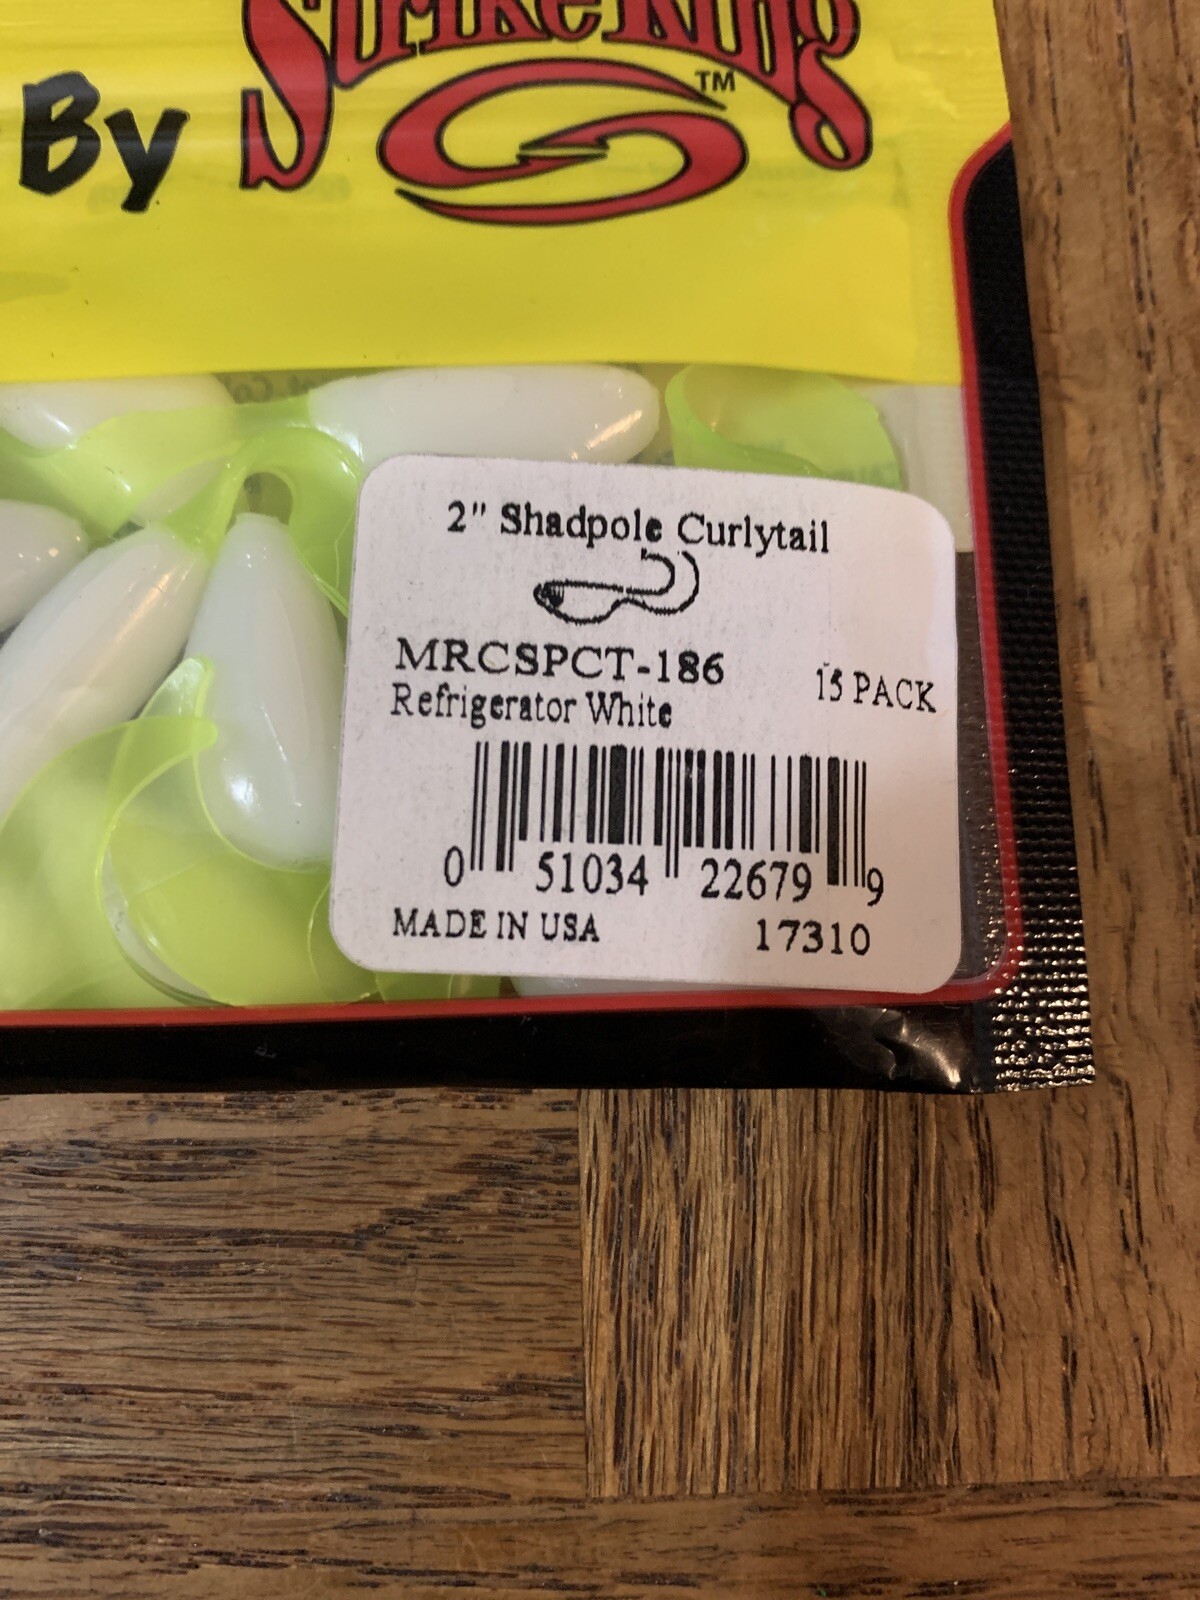 Strike King
By
TM
2" Shadpole Curlytail
MRCSPCT-186
15 PACK
Refrigerator White
0 51034 22679 9
MADE IN USA
17310